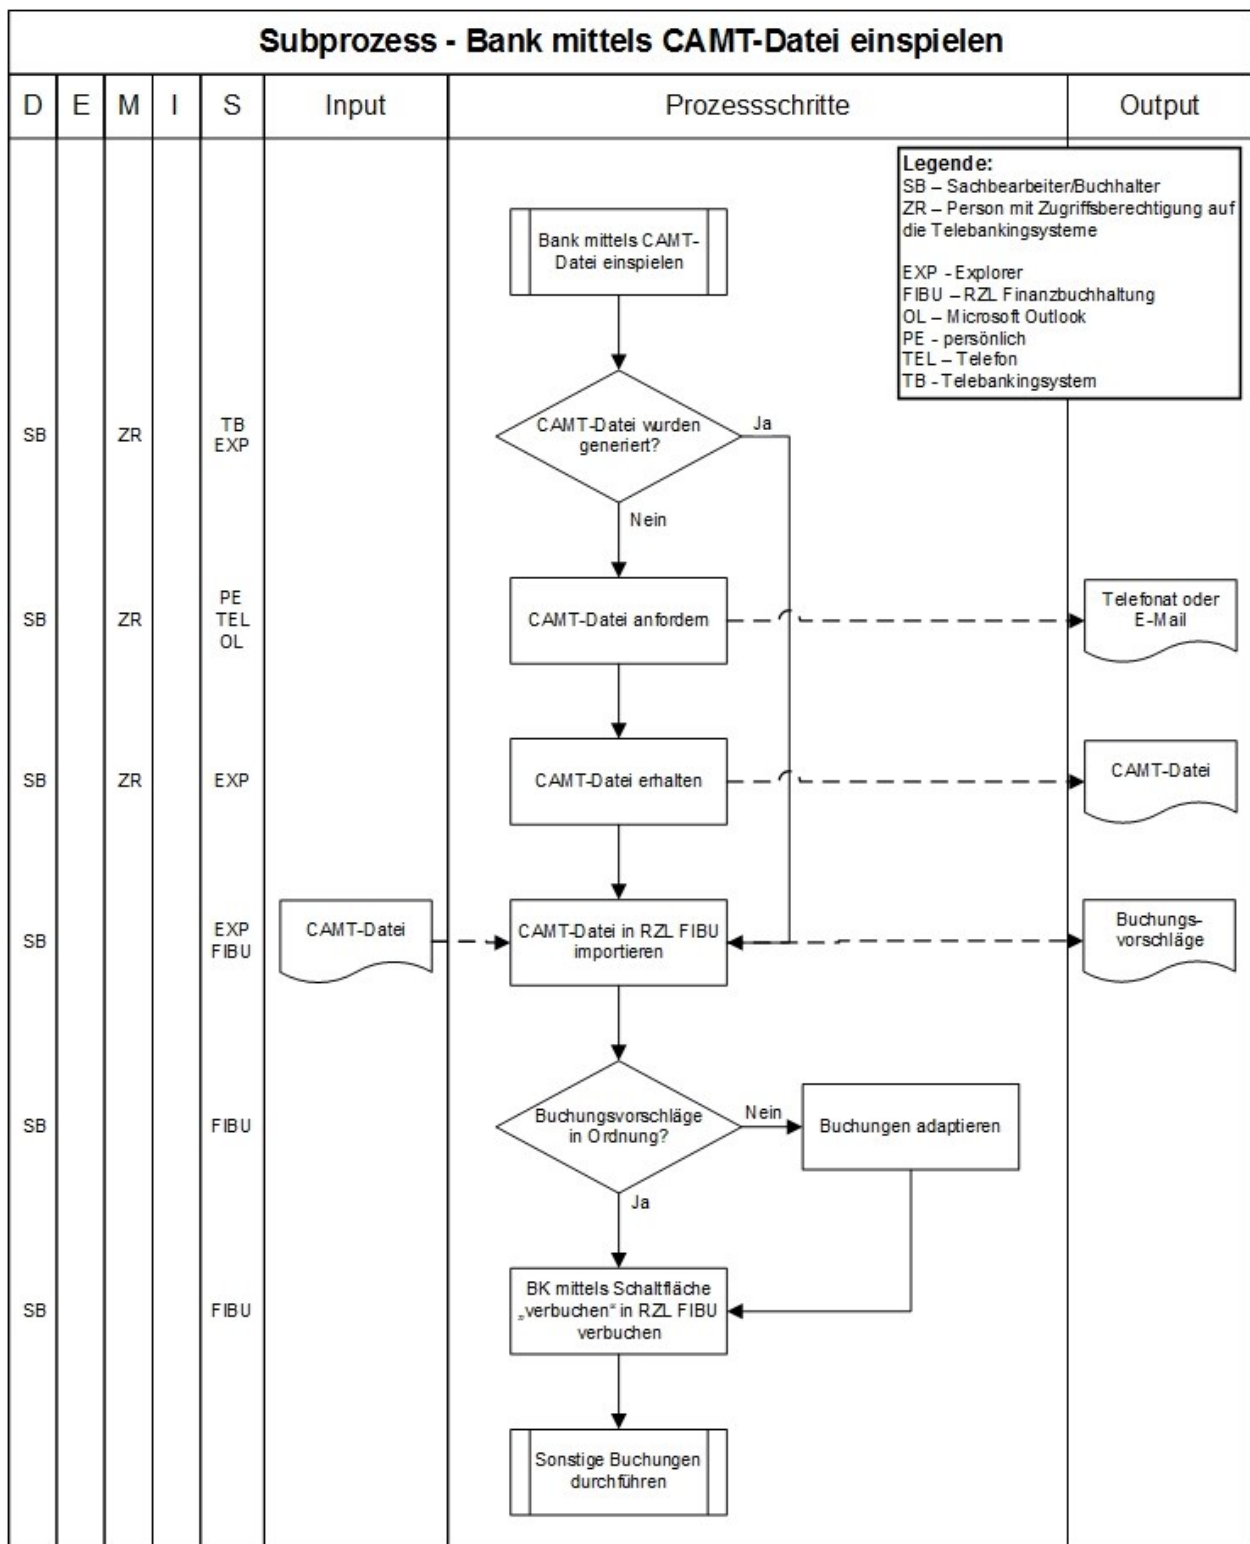 Subprozess - Bank mittels CAMT-Datei einspielen
D E M I S Input Prozessschritte Output
Legende:
SB – Sachbearbeiter/Buchhalter
ZR – Person mit Zugriffsberechtigung auf
die Telebankingsysteme
EXP - Explorer
FIBU – RZL Finanzbuchhaltung
OL – Microsoft Outlook
PE - persönlich
TEL – Telefon
TB - Telebankingsystem
Bank mittels CAMT-
Datei einspielen
SB
ZR
TB
EXP
CAMT-Datei wurden
generiert?
Ja
Nein
SB
ZR
PE
TEL
OL
CAMT-Datei anfordern
Telefonat oder
E-Mail
SB
ZR
EXP
CAMT-Datei erhalten
CAMT-Datei
SB
EXP
FIBU
CAMT-Datei
CAMT-Datei in RZL FIBU
importieren
Buchungs-
vorschläge
SB
FIBU
Buchungsvorschläge
in Ordnung?
Nein
Buchungen adaptieren
Ja
SB
FIBU
BK mittels Schaltfläche
„verbuchen“ in RZL FIBU
verbuchen
Sonstige Buchungen
durchführen